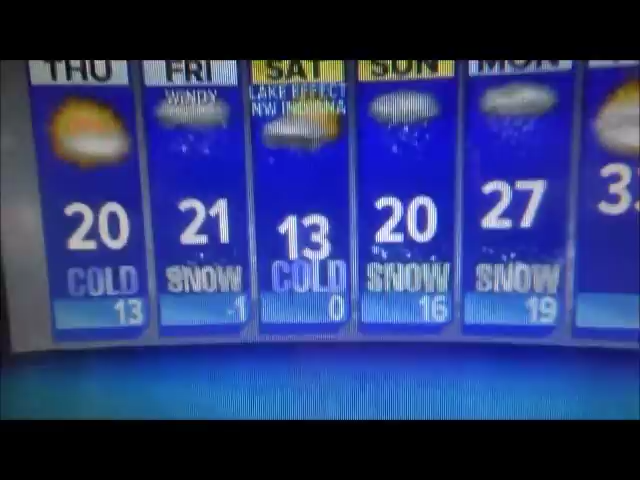 THU FRI SAT SUN MON
WINDY
LAKE EFFECT
NW INDIANA
20 21 13 20 27
COLD SNOW COLD SNOW SNOW
13 -1 0 16 19